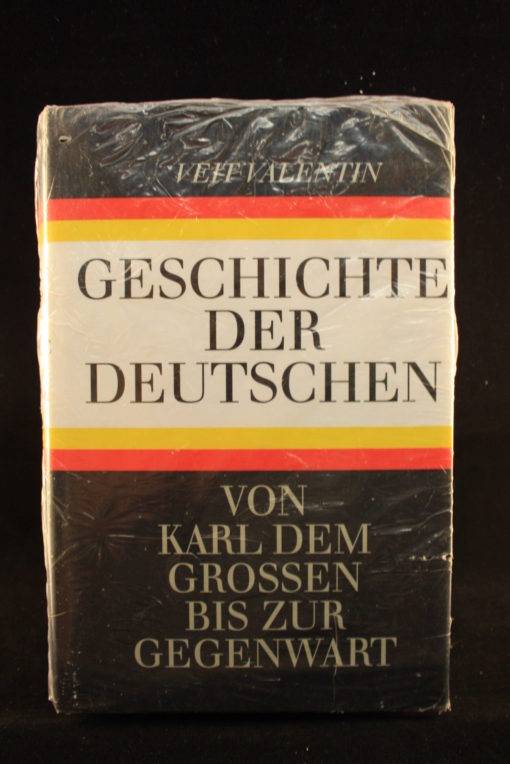 VEIT VALENTIN
GESCHICHTE
DER
DEUTSCHEN
VON
KARL DEM
GROSSEN
BIS ZUR
GEGENWART